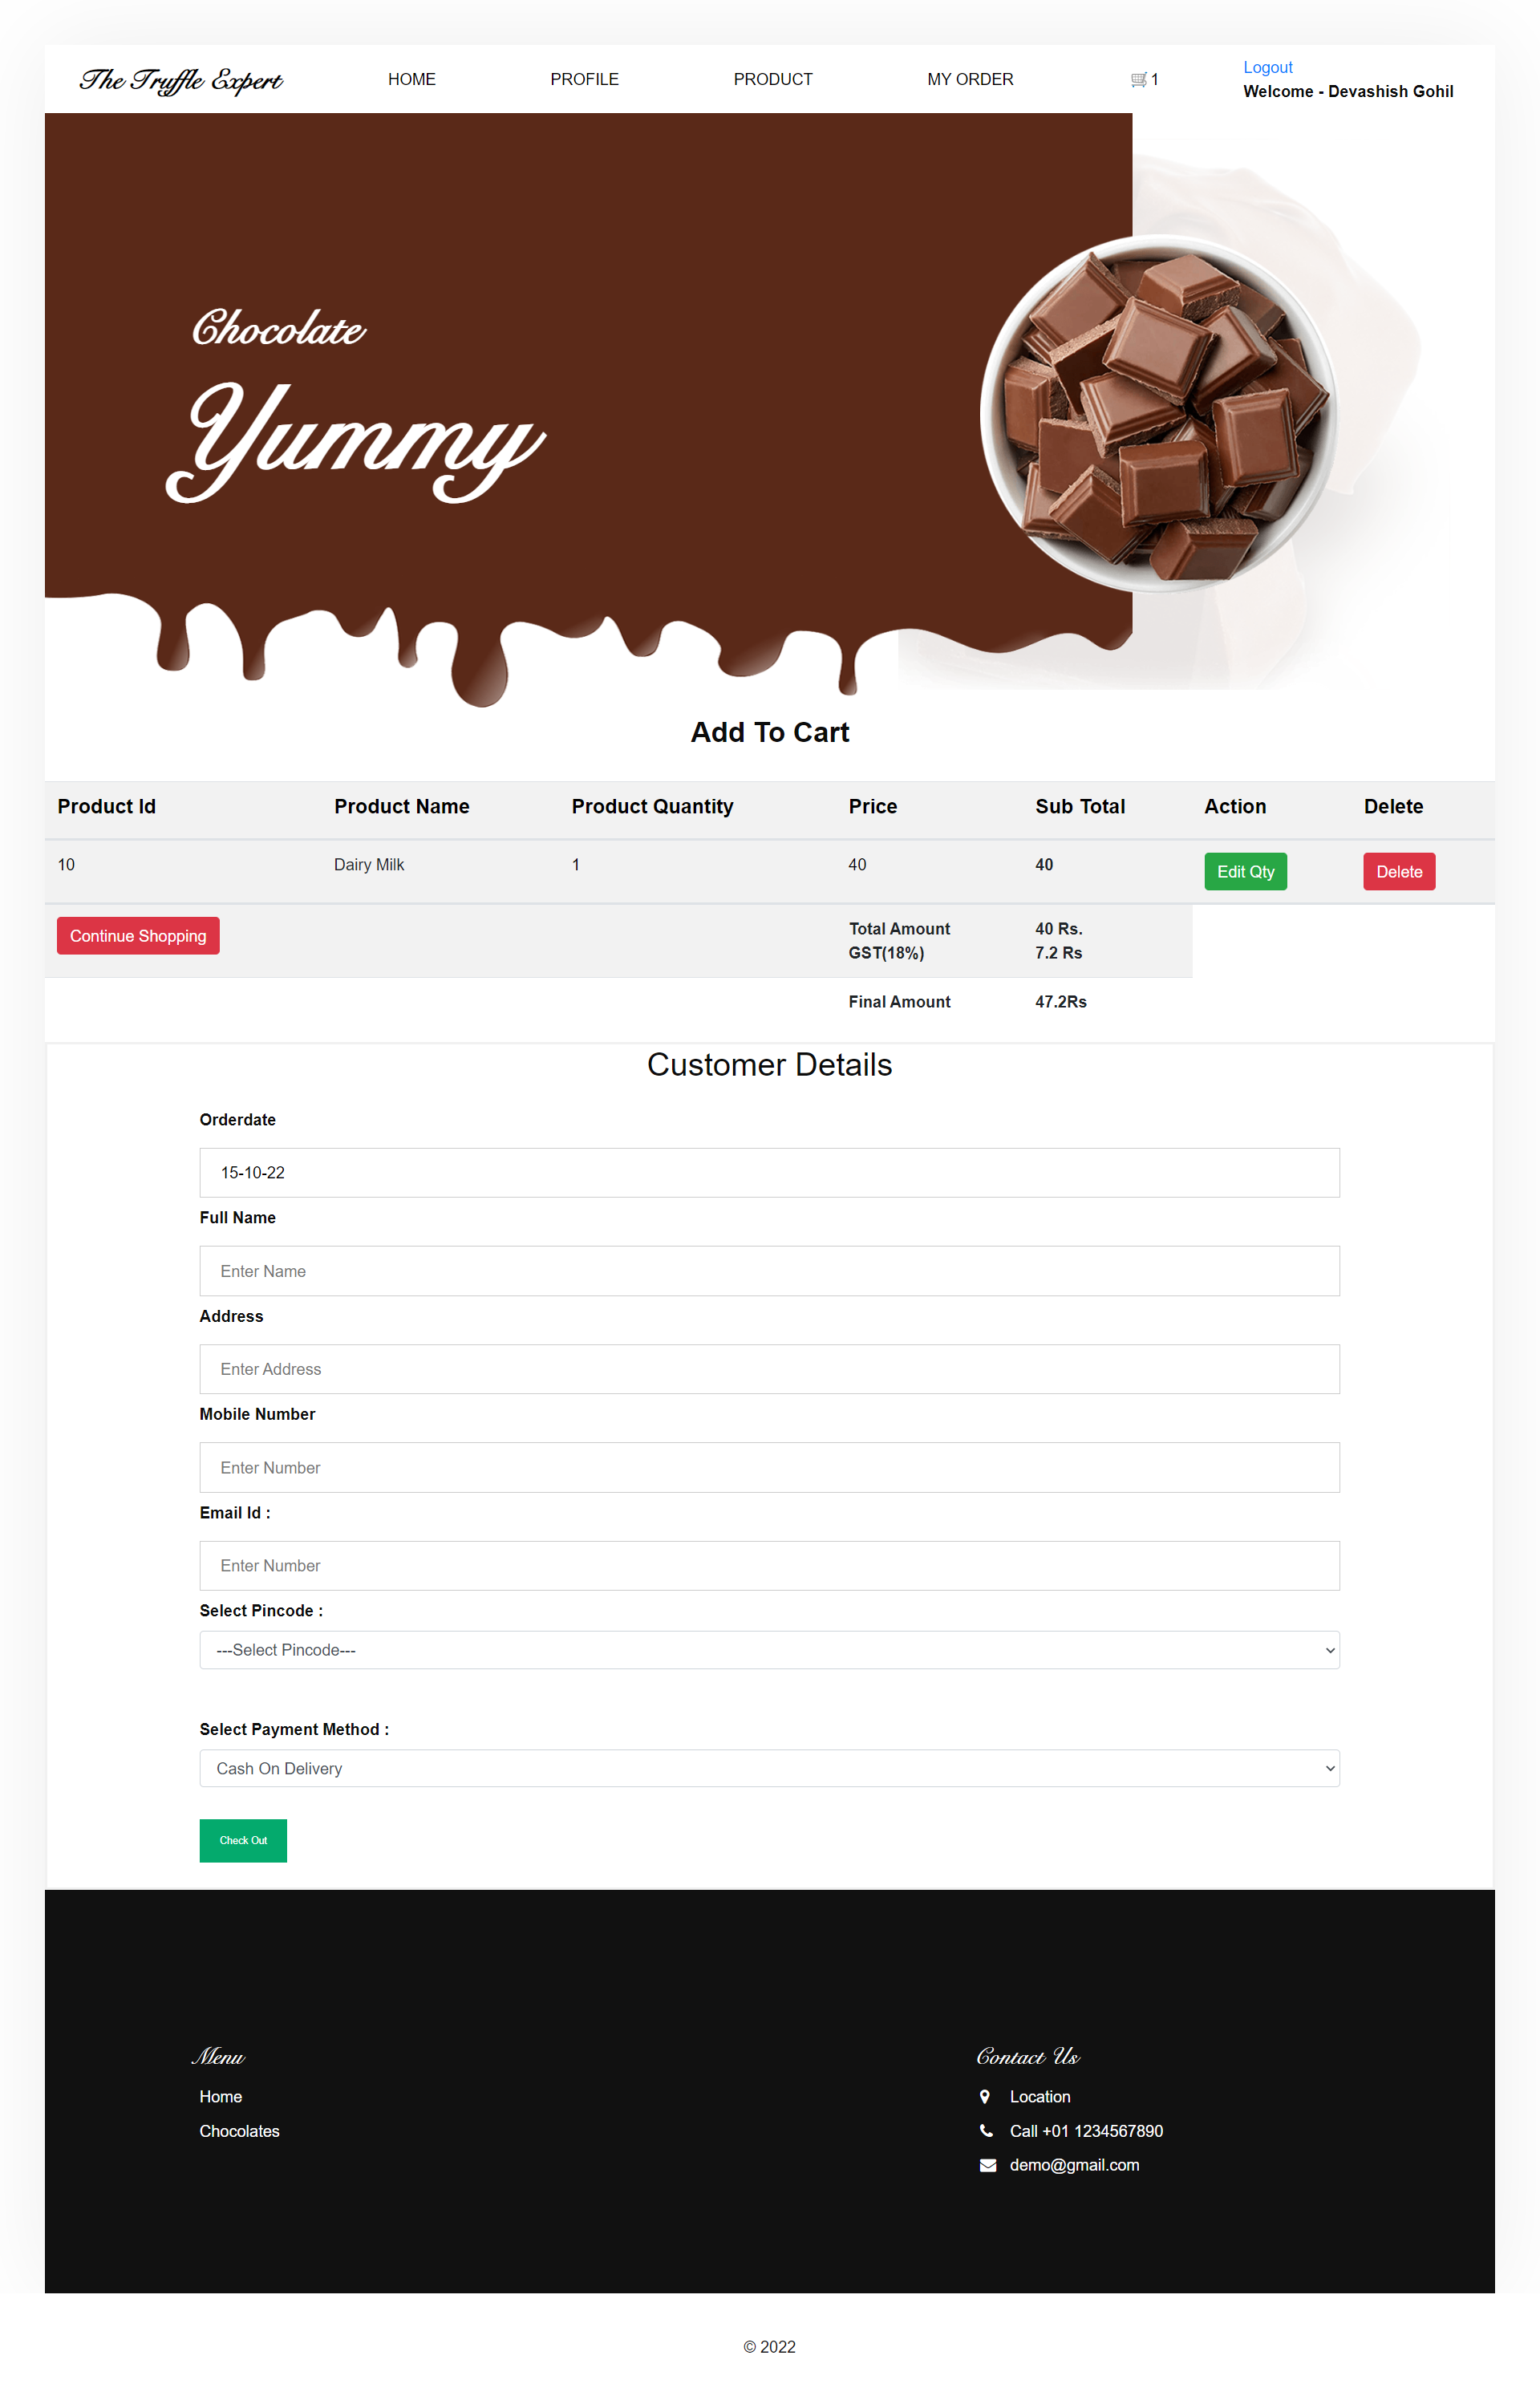 The Truffle Expert
HOME
PROFILE
PRODUCT
MY ORDER
1
Logout
Welcome - Devashish Gohil
Chocolate
Yummy
Add To Cart
Product Id Product Name Product Quantity Price Sub Total Action Delete
10 Dairy Milk 1 40 40 Edit Qty Delete
Continue Shopping
Total Amount 40 Rs.
GST(18%) 7.2 Rs
Final Amount 47.2Rs
Customer Details
Orderdate
15-10-22
Full Name
Enter Name
Address
Enter Address
Mobile Number
Enter Number
Email Id :
Enter Number
Select Pincode :
---Select Pincode---
Select Payment Method :
Cash On Delivery
Check Out
Menu
Home
Chocolates
Contact Us
Location
Call +01 1234567890
demo@gmail.com
© 2022